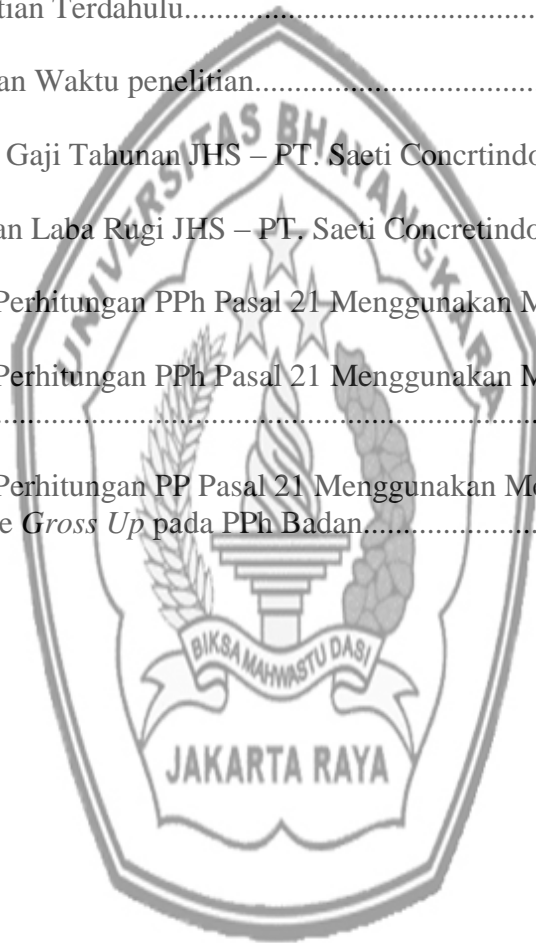 tian Terdahulu
an Waktu penelitian
Gaji Tahunan JHS – PT. Saeti Concrtindo
an Laba Rugi JHS – PT. Saeti Concretindo
Perhitungan PPh Pasal 21 Menggunakan M
Perhitungan PPh Pasal 21 Menggunakan M
Perhitungan PP Pasal 21 Menggunakan Me
e Gross Up pada PPh Badan
UNIVERSITAS BHAYANGKARA
BIKSA MAHWASTU DASI
JAKARTA RAYA